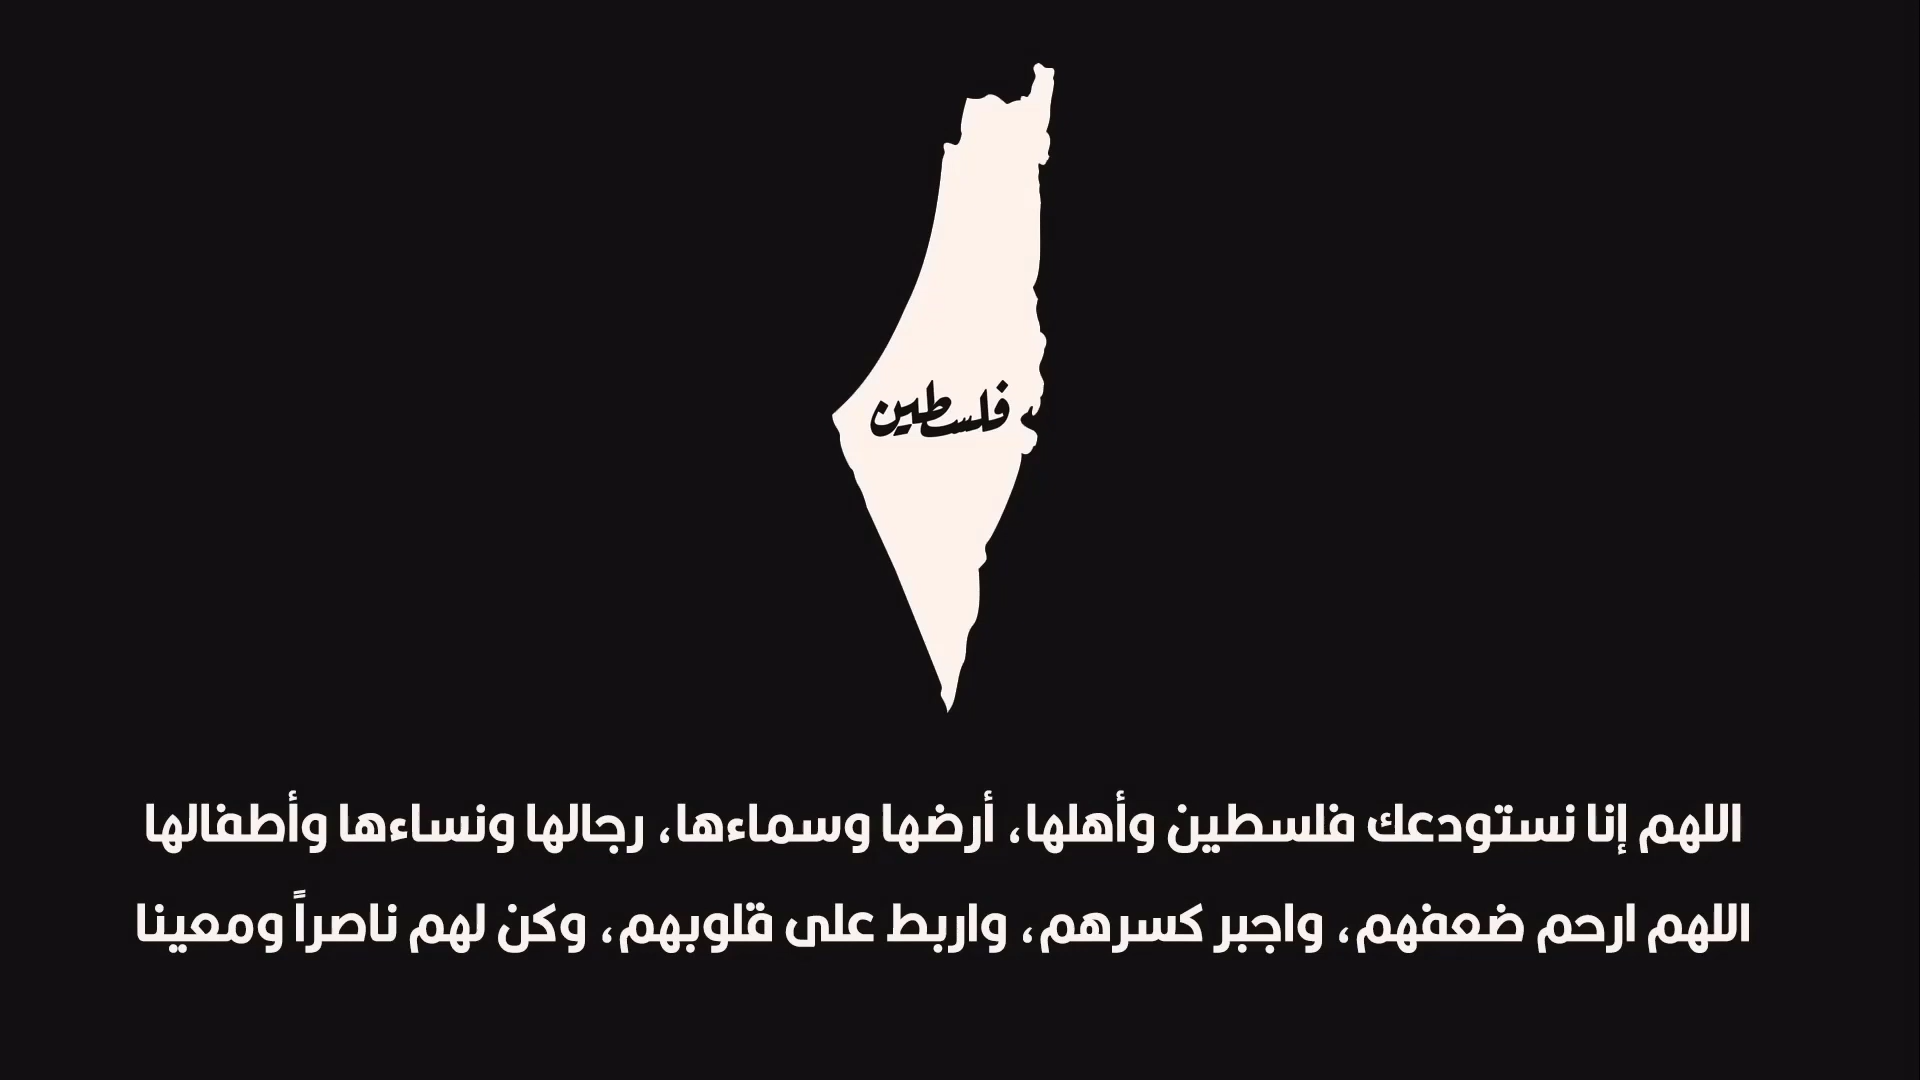 فلسطين
اللهم إنا نستودعك فلسطين وأهلها، أرضها وسماءها، رجالها ونساءها وأطفالها
اللهم ارحم ضعفهم، واجبر كسرهم، واربط على قلوبهم، وكن لهم ناصراً ومعينا